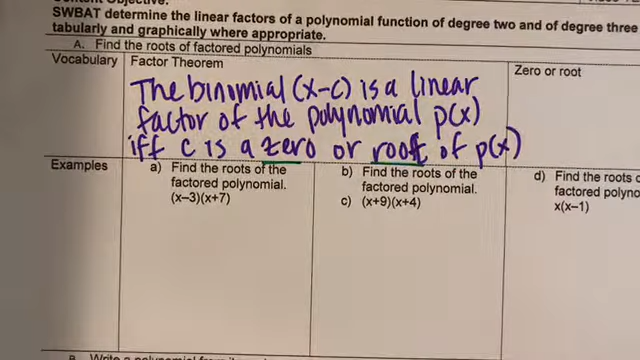 SWBAT determine the linear factors of a polynomial function of degree two and of degree three
tabularly and graphically where appropriate.
A. Find the roots of factored polynomials
Vocabulary
Factor Theorem
The binomial (x-c) is a linear
factor of the polynomial p(x)
iff c is a zero or root of p(x)
Zero or root
Examples
a) Find the roots of the
factored polynomial.
(x–3)(x+7)
b) Find the roots of the
factored polynomial.
c) (x+9)(x+4)
d) Find the roots
factored
x(x–1)